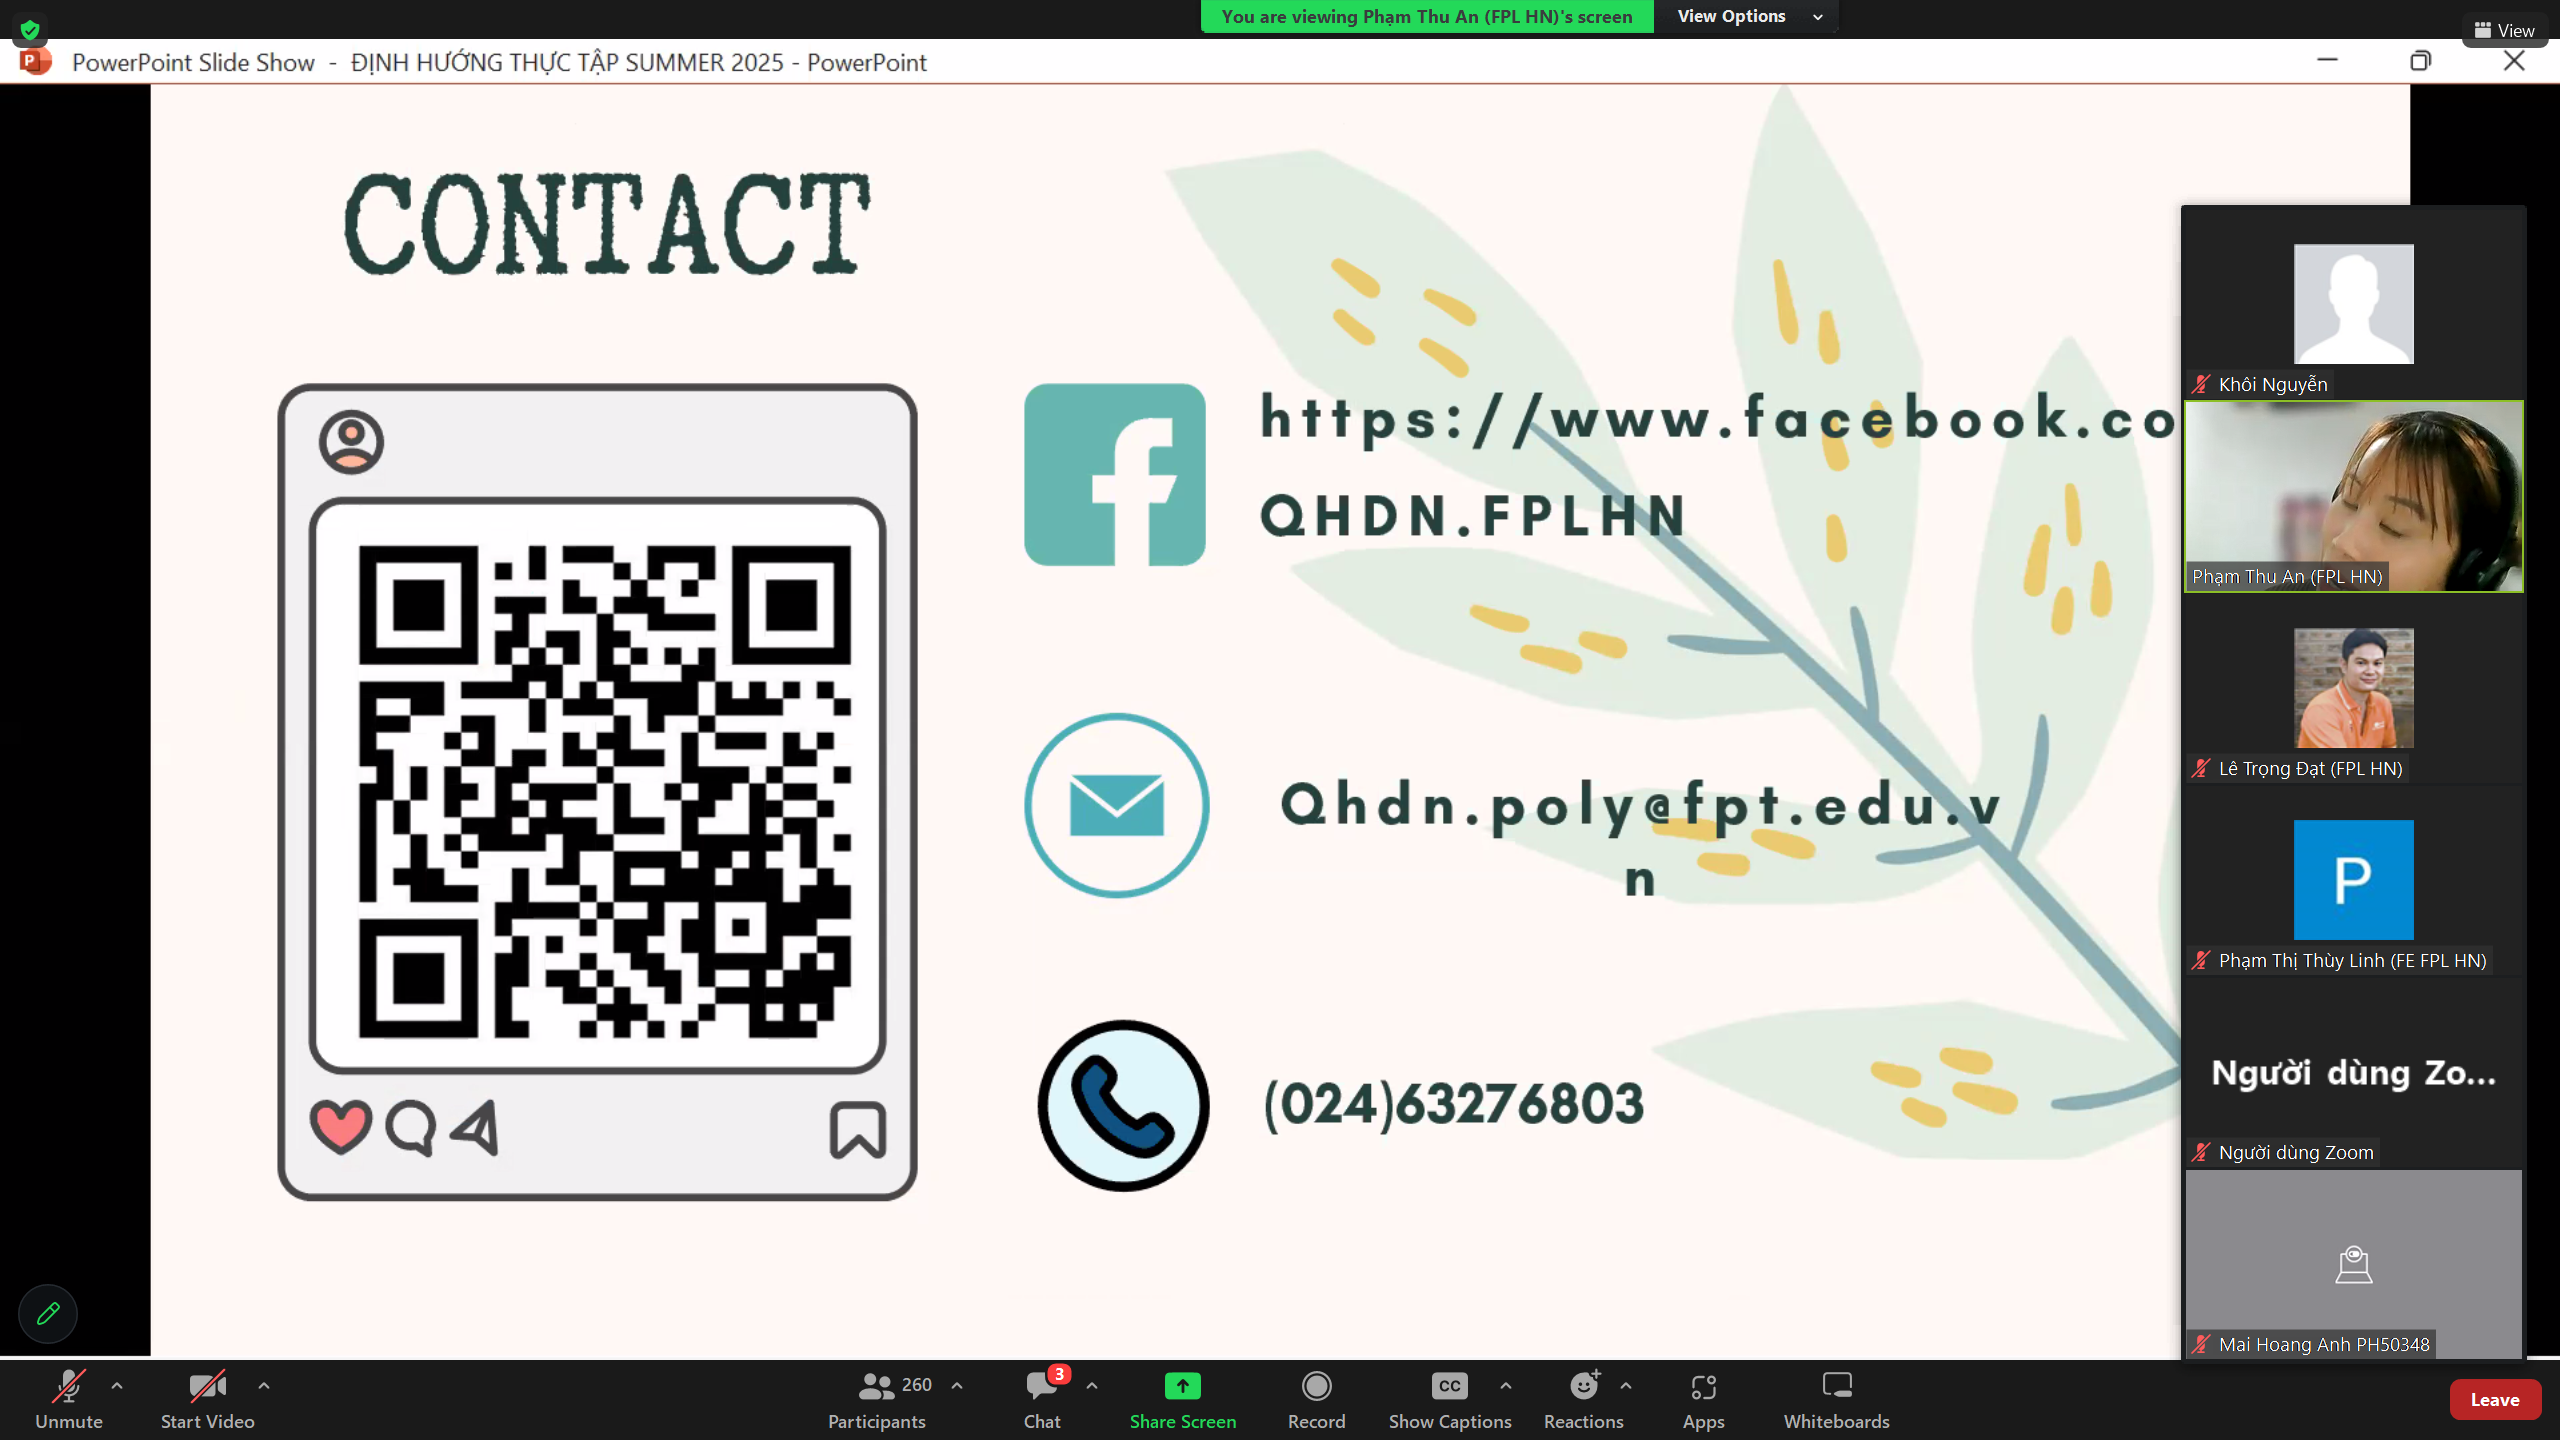 You are viewing Phạm Thu An (FPL HN)'s screen
View Options
View
PowerPoint Slide Show - ĐỊNH HƯỚNG THỰC TẬP SUMMER 2025 - PowerPoint
CONTACT
https://www.facebook.co
QHDN.FPLHN
Qhdn.poly@fpt.edu.v
n
(024)63276803
Khôi Nguyễn
Phạm Thu An (FPL HN)
Lê Trọng Đạt (FPL HN)
P
Phạm Thị Thùy Linh (FE FPL HN)
Người dùng Zo...
Người dùng Zoom
Mai Hoang Anh PH50348
Unmute
Start Video
260
Participants
3
Chat
Share Screen
Record
CC
Show Captions
Reactions
Apps
Whiteboards
Leave